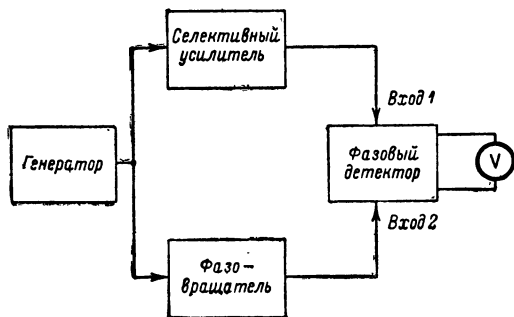 Селективный
усилитель
Вход 1
Генератор
Фазовый
детектор
V
Вход 2
Фазо-
вращатель